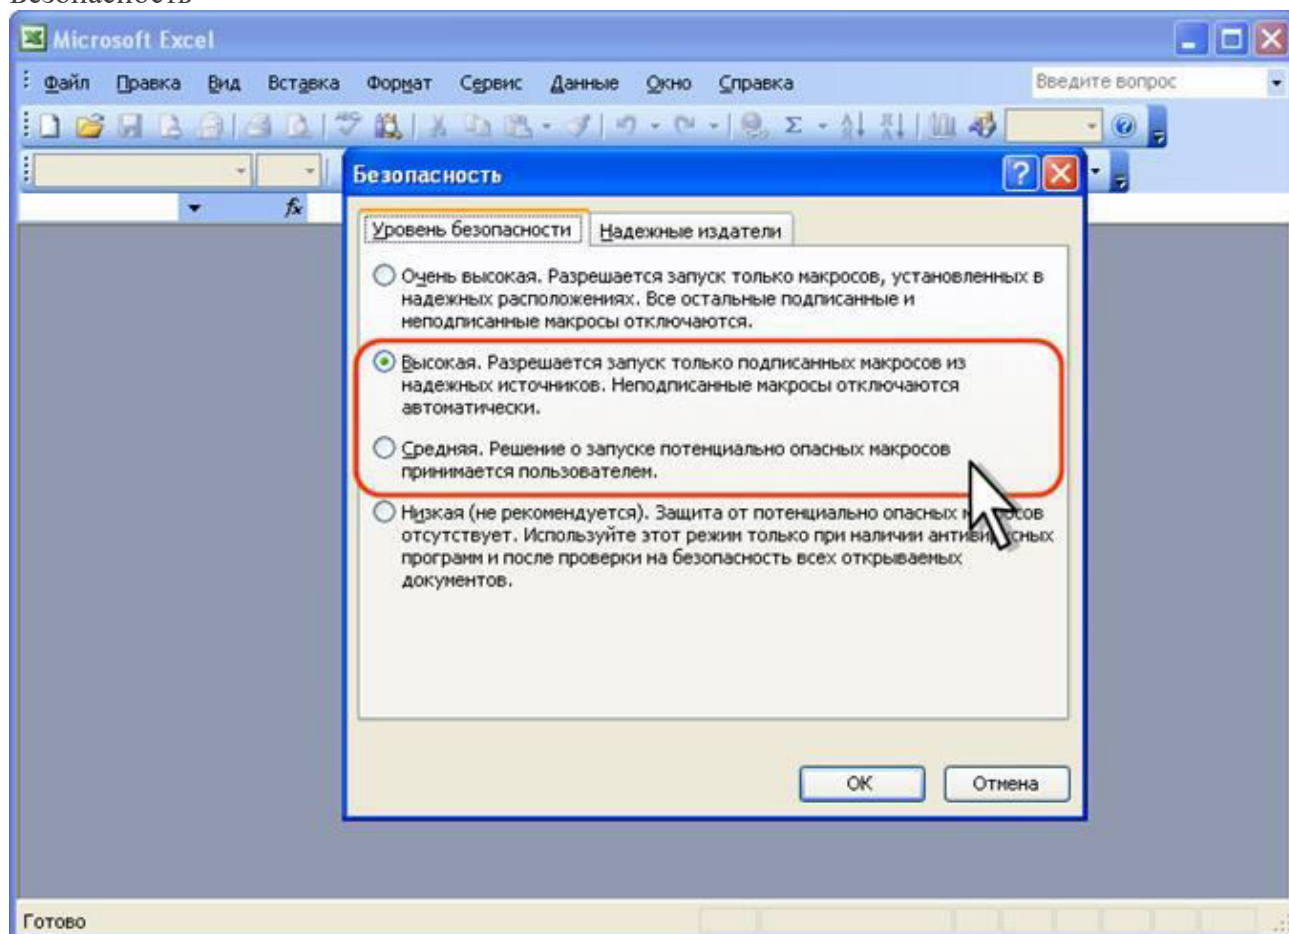 Безопасность
Microsoft Excel
Файл Правка Вид Вставка Формат Сервис Данные Окно Справка Введите вопрос
Безопасность
Уровень безопасности Надежные издатели
Очень высокая. Разрешается запуск только макросов, установленных в
надежных расположениях. Все остальные подписанные и
неподписанные макросы отключаются.
Высокая. Разрешается запуск только подписанных макросов из
надежных источников. Неподписанные макросы отключаются
автоматически.
Средняя. Решение о запуске потенциально опасных макросов
принимается пользователем.
Низкая (не рекомендуется). Защита от потенциально опасных макросов
отсутствует. Используйте этот режим только при наличии антивирусных
программ и после проверки на безопасность всех открываемых
документов.
ОК Отмена
Готово